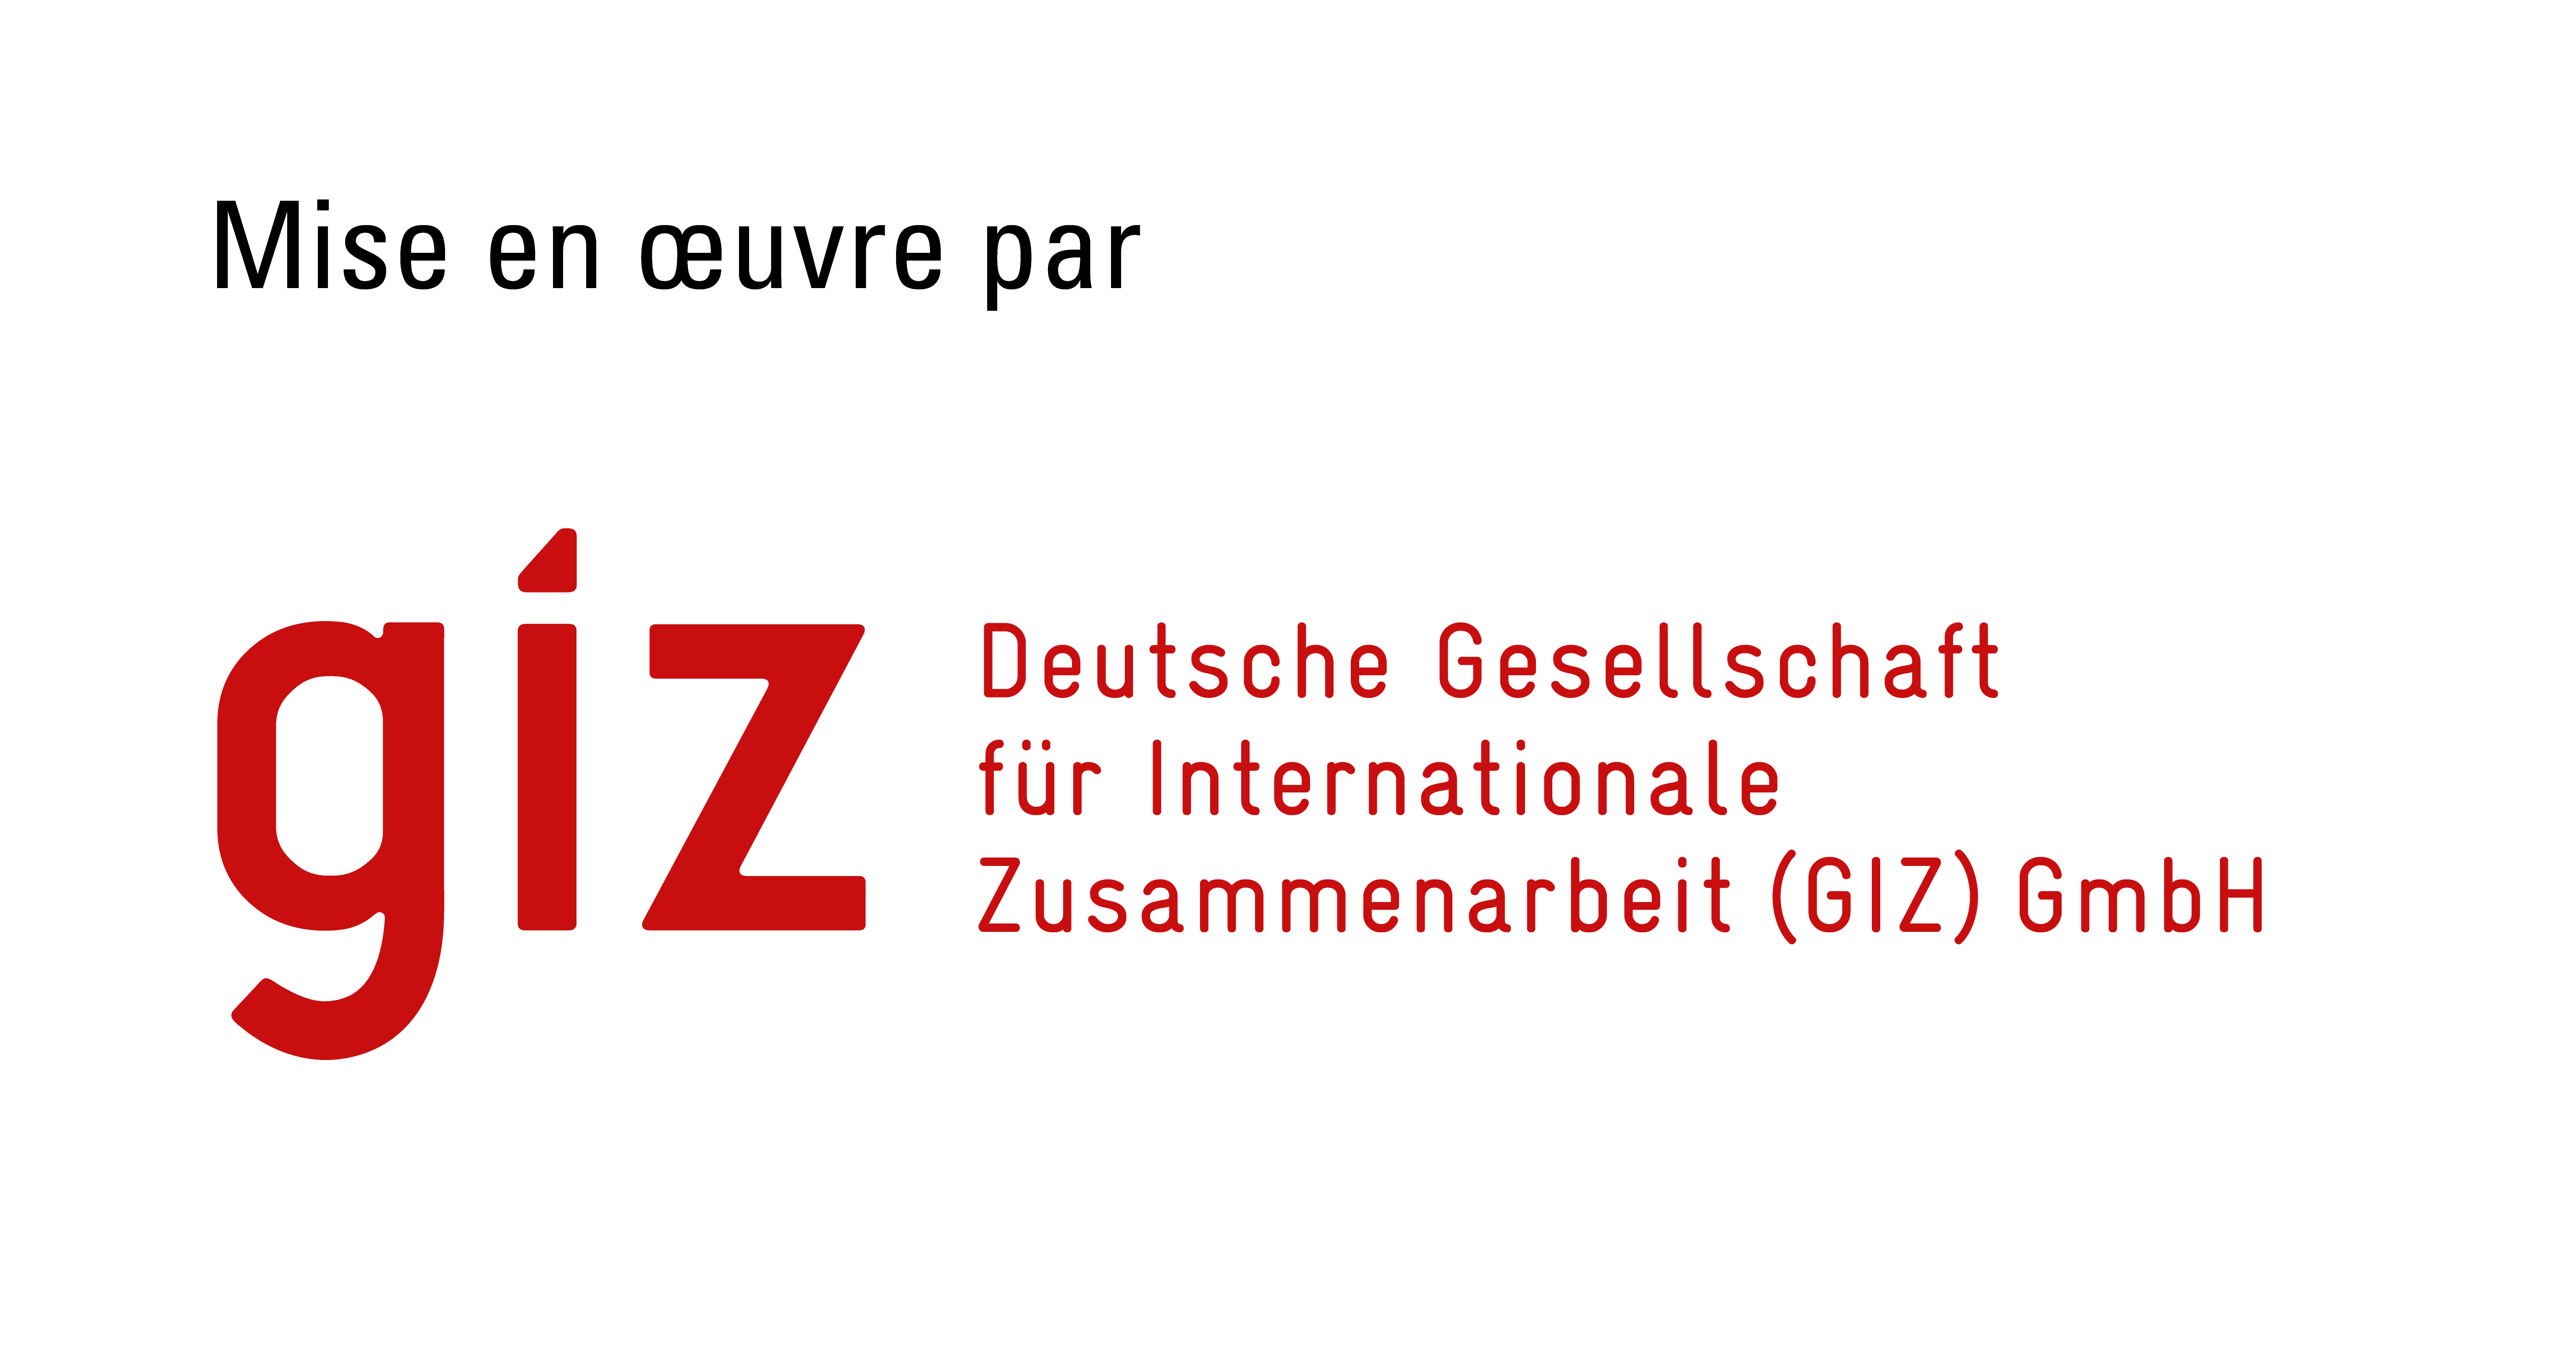 Mise en œuvre par
giz
Deutsche Gesellschaft
für Internationale
Zusammenarbeit (GIZ) GmbH